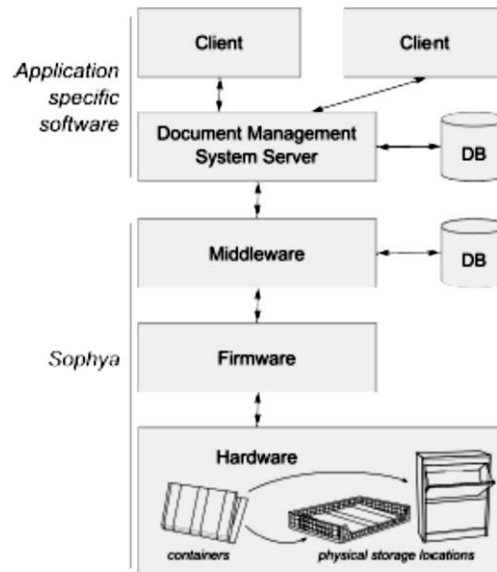 Client
Client
Application
specific
software
Document Management
System Server
DB
Middleware
DB
Sophya
Firmware
Hardware
containers
physical storage locations